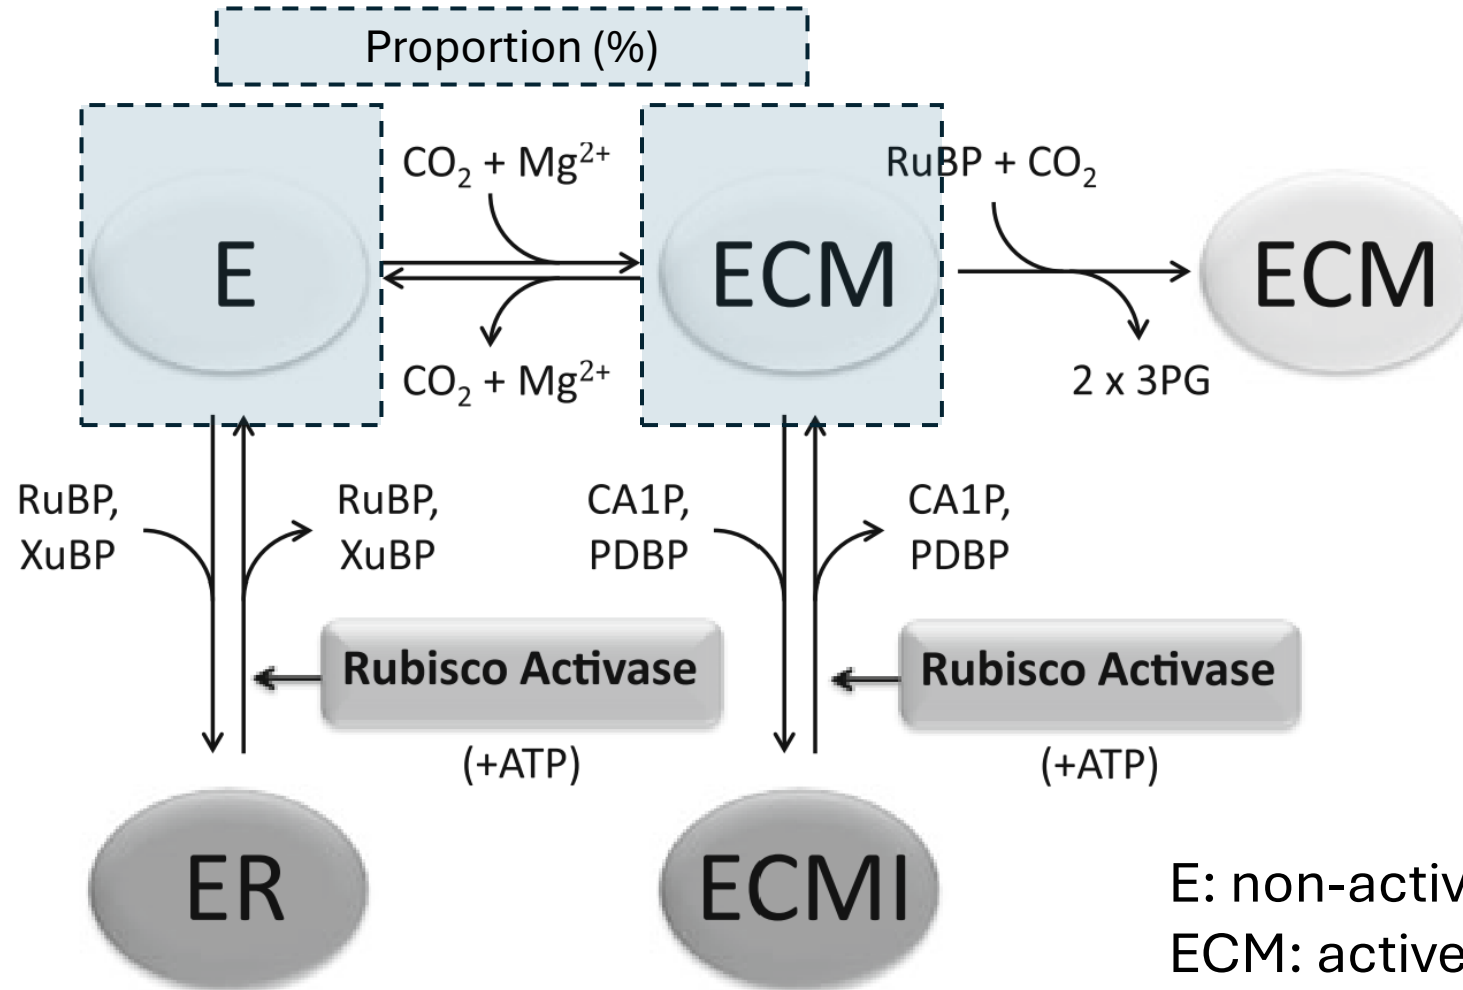 Proportion (%)
CO₂ + Mg²⁺
RuBP + CO₂
E
ECM
ECM
CO₂ + Mg²⁺
2 x 3PG
RuBP,
XuBP
RuBP,
XuBP
CA1P,
PDBP
CA1P,
PDBP
Rubisco Activase
(+ATP)
Rubisco Activase
(+ATP)
ER
ECMI
E: non-activ
ECM: active